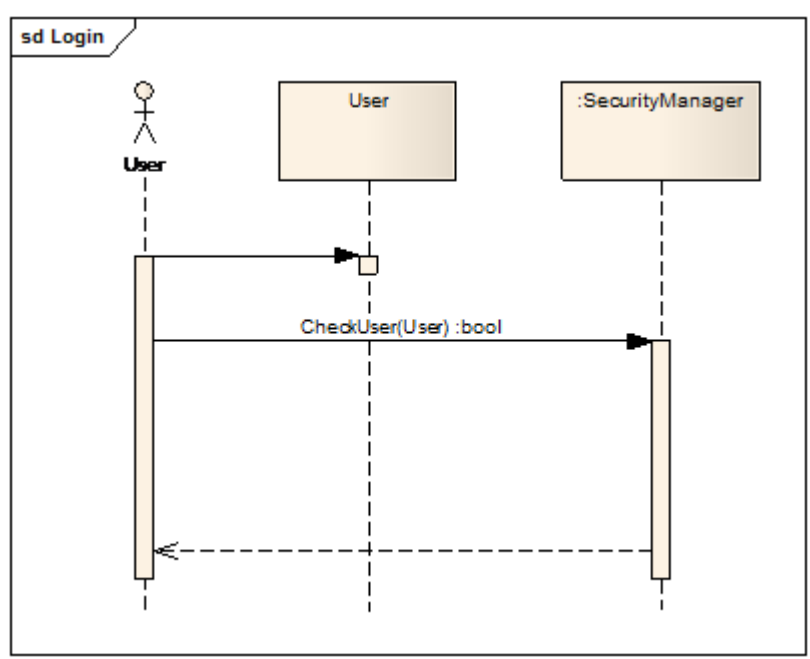 sd Login
User
User
:SecurityManager
CheckUser(User) :bool